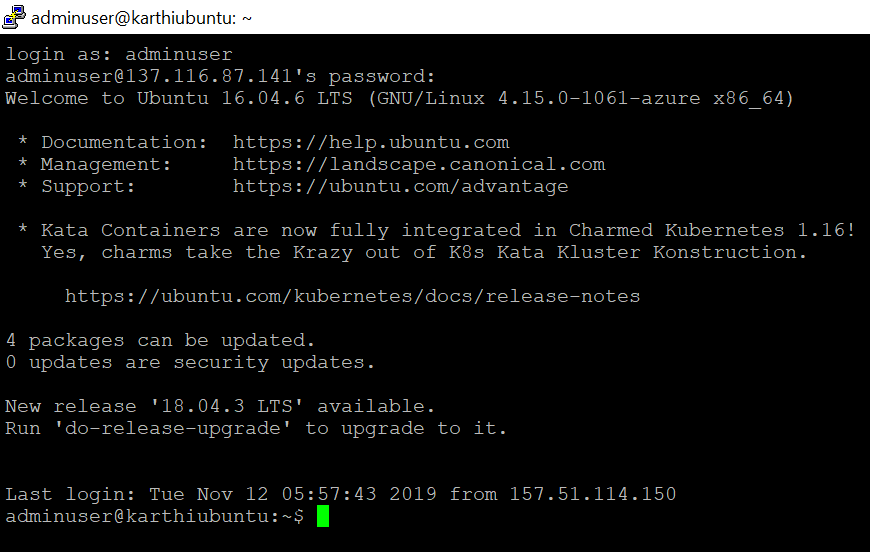 adminuser@karthiubuntu: ~
login as: adminuser
adminuser@137.116.87.141's password:
Welcome to Ubuntu 16.04.6 LTS (GNU/Linux 4.15.0-1061-azure x86_64)
* Documentation:  https://help.ubuntu.com
* Management:     https://landscape.canonical.com
* Support:        https://ubuntu.com/advantage
* Kata Containers are now fully integrated in Charmed Kubernetes 1.16!
Yes, charms take the Krazy out of K8s Kata Kluster Konstruction.
https://ubuntu.com/kubernetes/docs/release-notes
4 packages can be updated.
0 updates are security updates.
New release '18.04.3 LTS' available.
Run 'do-release-upgrade' to upgrade to it.
Last login: Tue Nov 12 05:57:43 2019 from 157.51.114.150
adminuser@karthiubuntu:~$